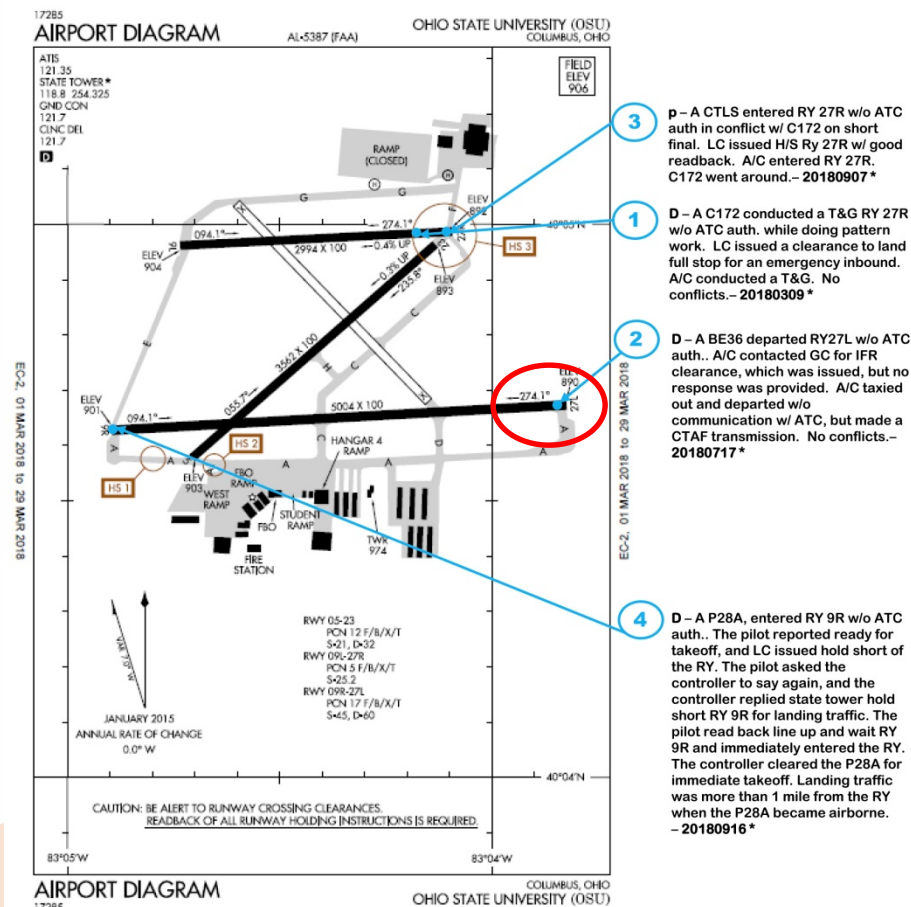 17285
AIRPORT DIAGRAM
AL-5387 (FAA)
OHIO STATE UNIVERSITY (OSU)
COLUMBUS, OHIO
ATIS
121.35
STATE TOWER★
118.8 254.325
GND CON
121.7
CLNC DEL
121.7
D
FIELD
ELEV
906
RAMP
(CLOSED)
H
H
G
G
F
ELEV
892
X
40°05'N
094.1°
274.1°
2994 X 100
0.4% UP
9L
27R
ELEV
904
23
HS 3
ELEV
893
0.3% UP
235.8°
C
E
3562 X 100
H
C
X
055.7°
ELEV
890
ELEV
901
094.1°
5004 X 100
274.1°
27L
9R
A
A
A
5
HS 2
A
C
A
D
A
A
HS 1
ELEV
903
HANGAR 4
RAMP
FBO
RAMP
WEST
RAMP
FBO
STUDENT
RAMP
TWR
974
FIRE
STATION
VAR 7.0° W
JANUARY 2015
ANNUAL RATE OF CHANGE
0.0° W
RWY 05-23
PCN 12 F/B/X/T
S-21, D-32
RWY 09L-27R
PCN 5 F/B/X/T
S-25.2
RWY 09R-27L
PCN 17 F/B/X/T
S-45, D-60
40°04'N
CAUTION: BE ALERT TO RUNWAY CROSSING CLEARANCES.
READBACK OF ALL RUNWAY HOLDING INSTRUCTIONS IS REQUIRED.
83°05'W
83°04'W
AIRPORT DIAGRAM
17285
COLUMBUS, OHIO
OHIO STATE UNIVERSITY (OSU)
EC-2, 01 MAR 2018 to 29 MAR 2018
EC-2, 01 MAR 2018 to 29 MAR 2018
3
p – A CTLS entered RY 27R w/o ATC
auth in conflict w/ C172 on short
final. LC issued H/S Ry 27R w/ good
readback. A/C entered RY 27R.
C172 went around.– 20180907 *
1
D – A C172 conducted a T&G RY 27R
w/o ATC auth. while doing pattern
work. LC issued a clearance to land
full stop for an emergency inbound.
A/C conducted a T&G. No
conflicts.– 20180309 *
2
D – A BE36 departed RY27L w/o ATC
auth.. A/C contacted GC for IFR
clearance, which was issued, but no
response was provided. A/C taxied
out and departed w/o
communication w/ ATC, but made a
CTAF transmission. No conflicts.–
20180717 *
4
D – A P28A, entered RY 9R w/o ATC
auth.. The pilot reported ready for
takeoff, and LC issued hold short of
the RY. The pilot asked the
controller to say again, and the
controller replied state tower hold
short RY 9R for landing traffic. The
pilot read back line up and wait RY
9R and immediately entered the RY.
The controller cleared the P28A for
immediate takeoff. Landing traffic
was more than 1 mile from the RY
when the P28A became airborne.
– 20180916 *